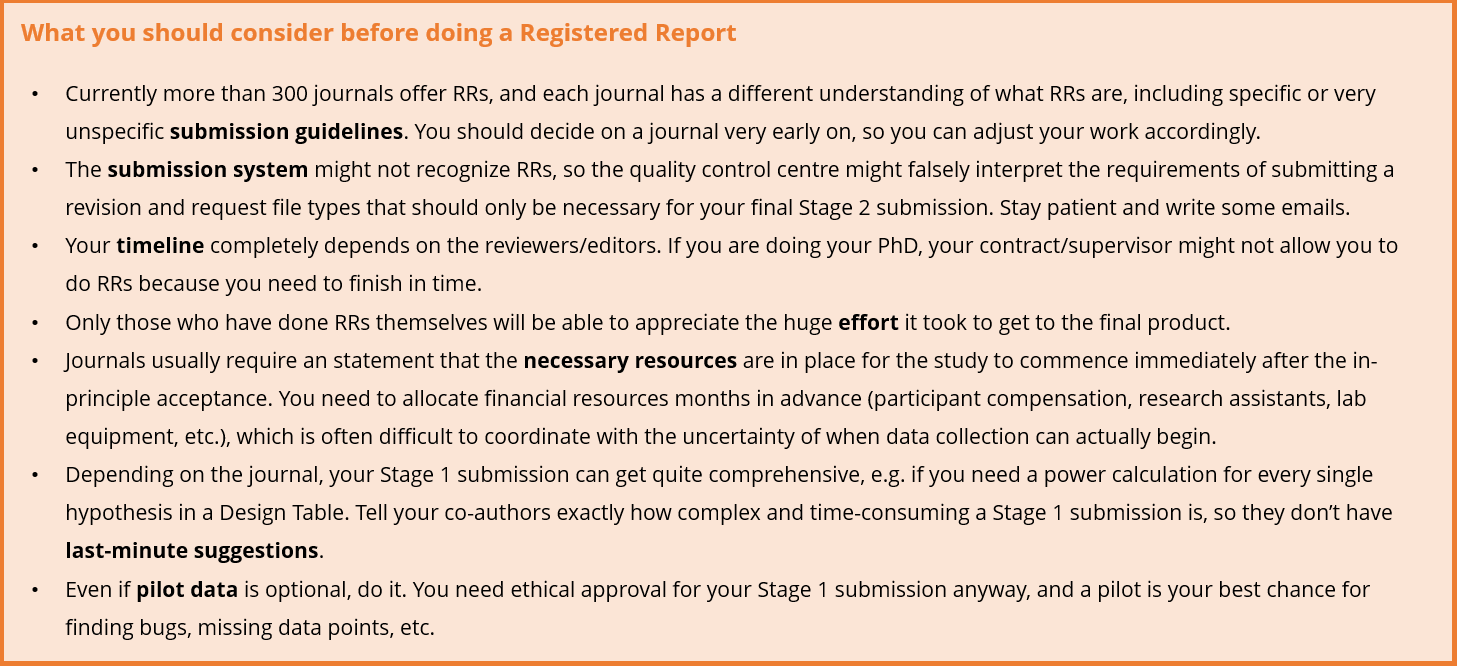 What you should consider before doing a Registered Report
• Currently more than 300 journals offer RRs, and each journal has a different understanding of what RRs are, including specific or very
unspecific submission guidelines. You should decide on a journal very early on, so you can adjust your work accordingly.
• The submission system might not recognize RRs, so the quality control centre might falsely interpret the requirements of submitting a
revision and request file types that should only be necessary for your final Stage 2 submission. Stay patient and write some emails.
• Your timeline completely depends on the reviewers/editors. If you are doing your PhD, your contract/supervisor might not allow you to
do RRs because you need to finish in time.
• Only those who have done RRs themselves will be able to appreciate the huge effort it took to get to the final product.
• Journals usually require an statement that the necessary resources are in place for the study to commence immediately after the in-
principle acceptance. You need to allocate financial resources months in advance (participant compensation, research assistants, lab
equipment, etc.), which is often difficult to coordinate with the uncertainty of when data collection can actually begin.
• Depending on the journal, your Stage 1 submission can get quite comprehensive, e.g. if you need a power calculation for every single
hypothesis in a Design Table. Tell your co-authors exactly how complex and time-consuming a Stage 1 submission is, so they don’t have
last-minute suggestions.
• Even if pilot data is optional, do it. You need ethical approval for your Stage 1 submission anyway, and a pilot is your best chance for
finding bugs, missing data points, etc.